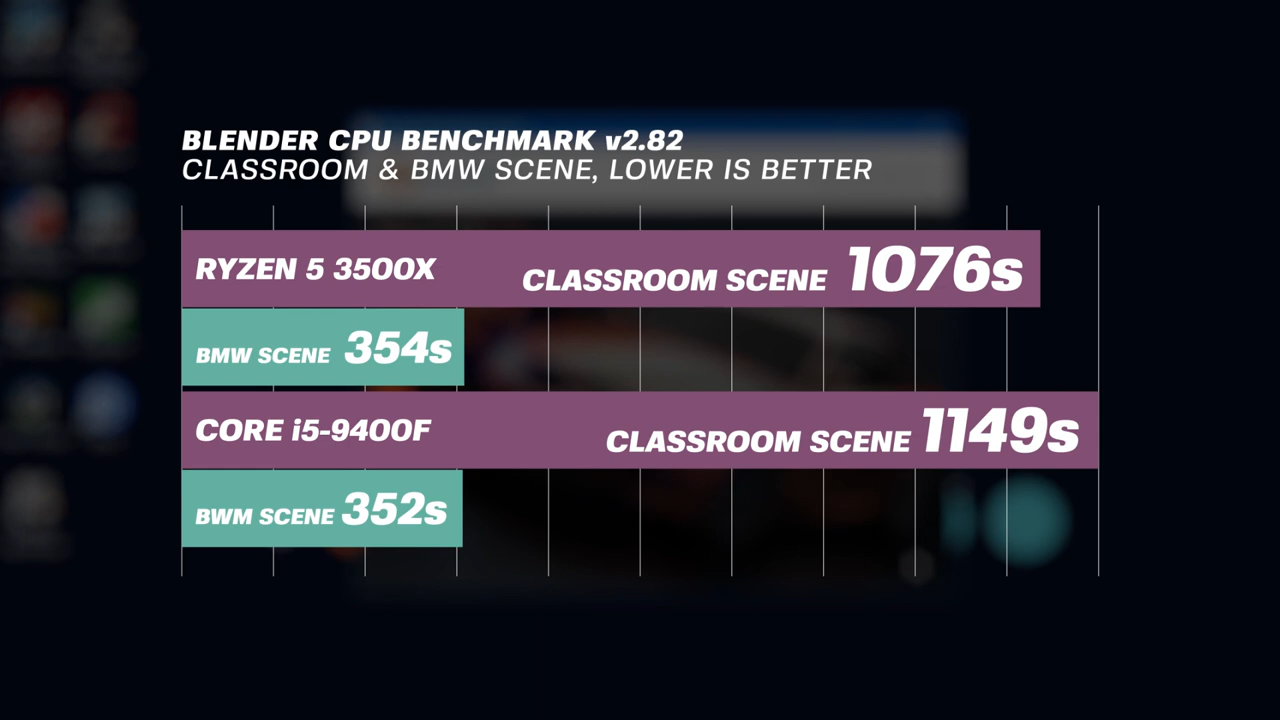 BLENDER CPU BENCHMARK v2.82
CLASSROOM & BMW SCENE, LOWER IS BETTER
RYZEN 5 3500X CLASSROOM SCENE 1076s
BMW SCENE 354s
CORE i5-9400F CLASSROOM SCENE 1149s
BWM SCENE 352s